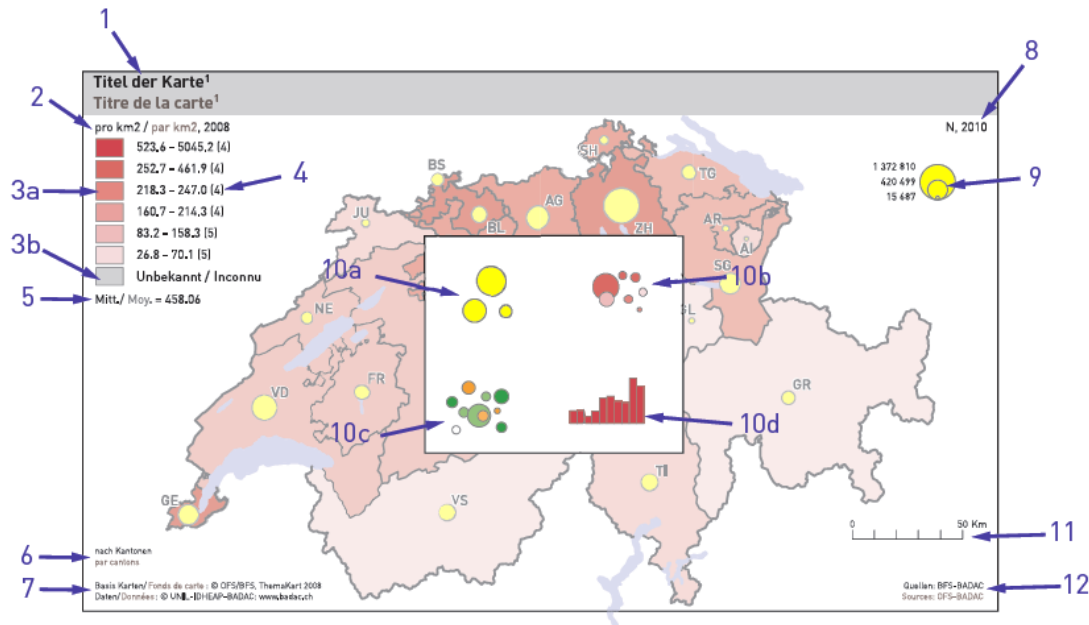 1
Titel der Karte¹
Titre de la carte¹
2
pro km2 / par km2, 2008
523.6 – 5045.2 (4)
252.7 – 461.9 (4)
3a
218.3 – 247.0 (4)
4
160.7 – 214.3 (4)
83.2 – 158.3 (5)
26.8 – 70.1 (5)
3b
Unbekannt / Inconnu
5
Mitt./ Moy. = 458.06
8
N, 2010
1 372 810
420 499
15 687
9
SH
BS
TG
JU
BL
AG
ZH
AR
AI
SG
10a
10b
NE
GL
VD
FR
GR
10c
10d
GE
VS
TI
0 50 Km
11
6
nach Kantonen
par cantons
7
Basis Karten/ Fonds de carte : © OFS/BFS, ThemaKart 2008
Daten/ Données : © UNIL-IDHEAP-BADAC; www.badac.ch
Quellen: BFS-BADAC
Sources: OFS-BADAC
12